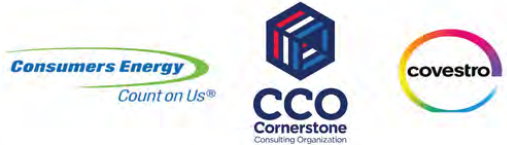 Consumers Energy
Count on Us®
CCO
Cornerstone
Consulting Organization
covestro